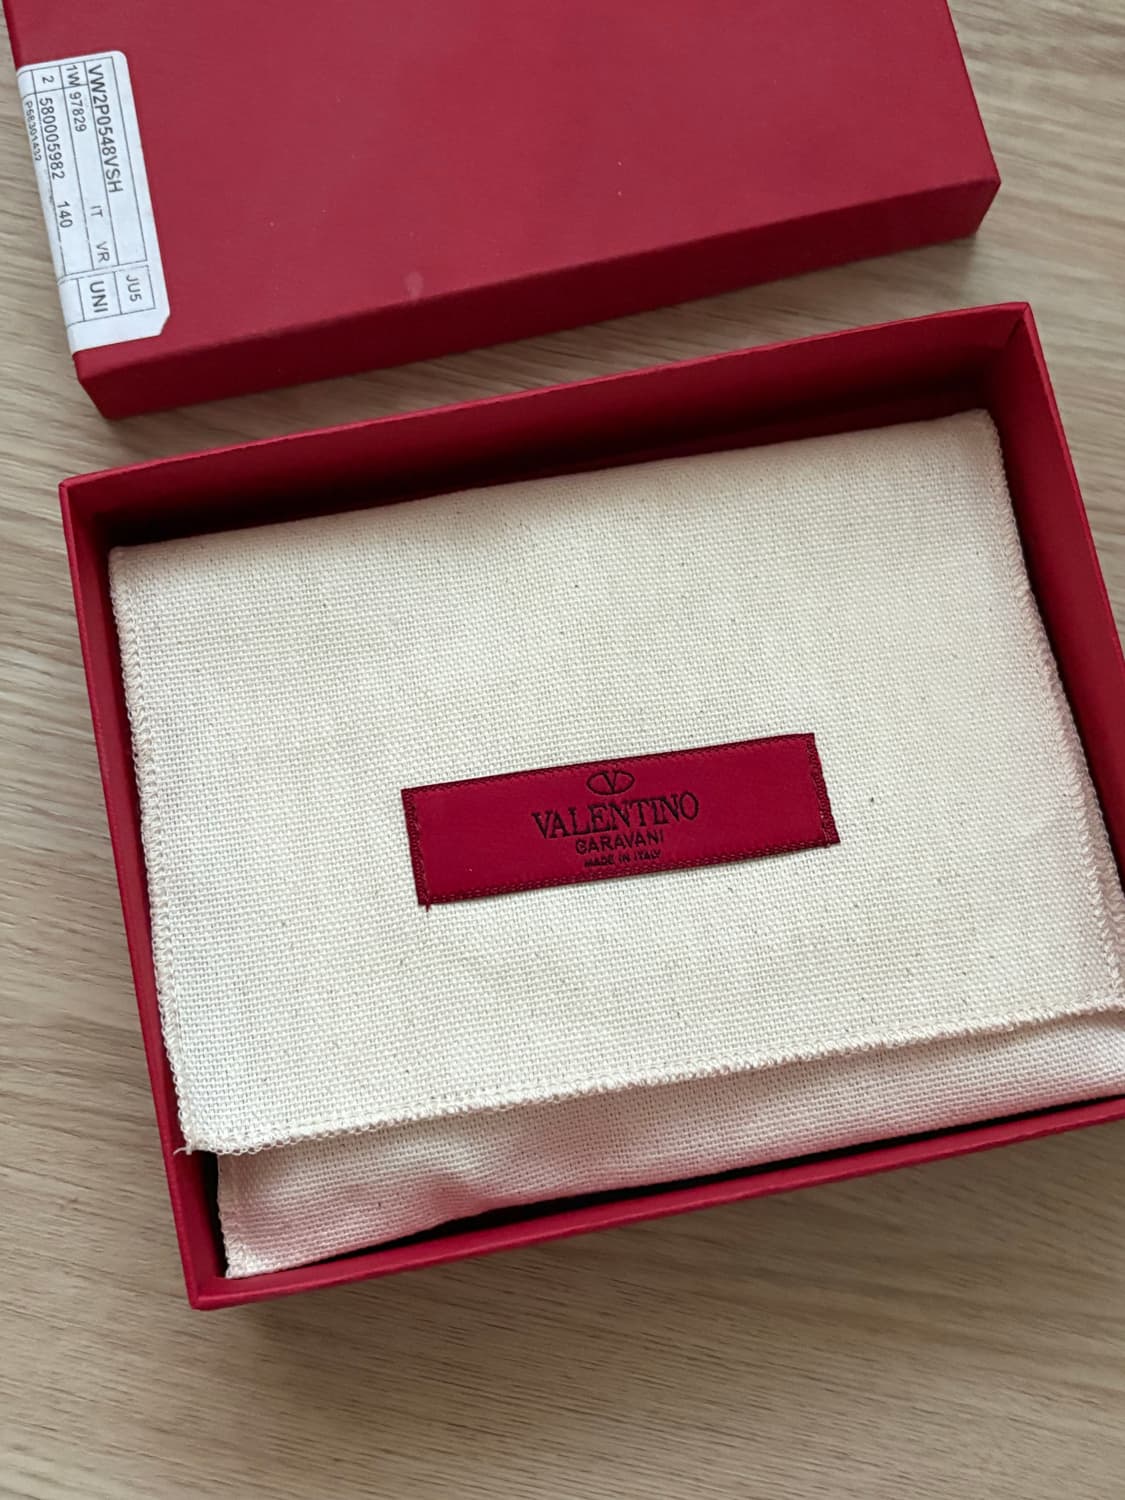 VW2P0548VSH
JU5
1W 97829 IT VR
UNI
2 580005982 140
V
VALENTINO
GARAVANI
MADE IN ITALY